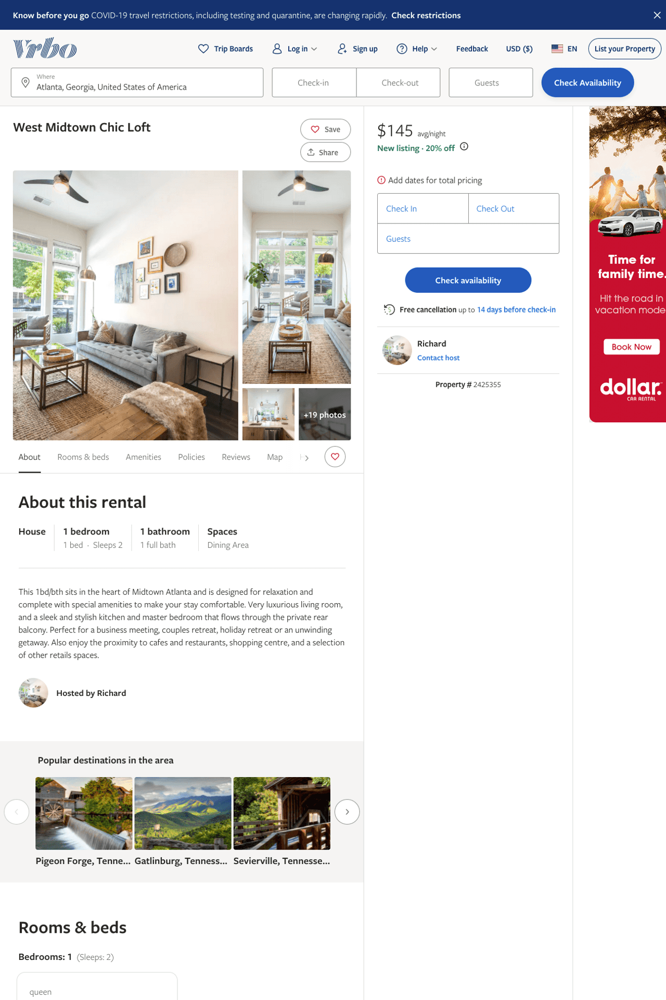 Know before you go COVID-19 travel restrictions, including testing and quarantine, are changing rapidly. Check restrictions
Vrbo
Trip Boards
Log in
Sign up
Help
Feedback
USD ($)
EN
List your Property
Where
Atlanta, Georgia, United States of America
Check-in
Check-out
Guests
Check Availability
West Midtown Chic Loft
Save
Share
+19 photos
$145 avg/night
New listing · 20% off
Add dates for total pricing
Check In
Check Out
Guests
Check availability
Free cancellation up to 14 days before check-in
Richard
Contact host
Property # 2425355
Time for
family time.
Hit the road in
vacation mode
Book Now
dollar.
CAR RENTAL
About
Rooms & beds
Amenities
Policies
Reviews
Map
H
About this rental
House
1 bedroom
1 bed · Sleeps 2
1 bathroom
1 full bath
Spaces
Dining Area
This 1bd/bth sits in the heart of Midtown Atlanta and is designed for relaxation and
complete with special amenities to make your stay comfortable. Very luxurious living room,
and a sleek and stylish kitchen and master bedroom that flows through the private rear
balcony. Perfect for a business meeting, couples retreat, holiday retreat or an unwinding
getaway. Also enjoy the proximity to cafes and restaurants, shopping centre, and a selection
of other retails spaces.
Hosted by Richard
Popular destinations in the area
Pigeon Forge, Tenne...
Gatlinburg, Tenness...
Sevierville, Tennesse...
Rooms & beds
Bedrooms: 1 (Sleeps: 2)
queen